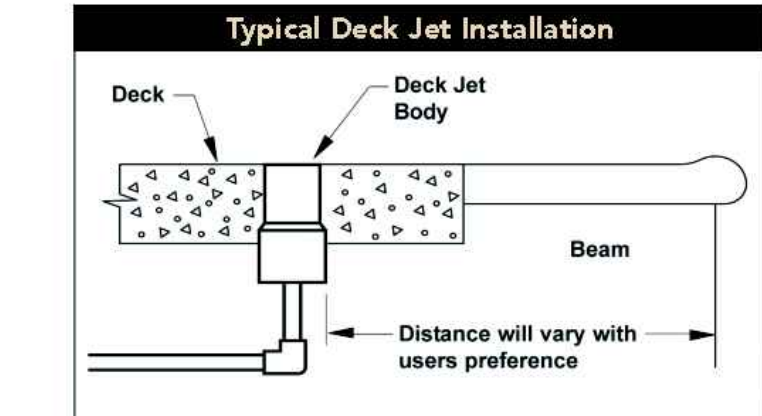 Typical Deck Jet Installation
Deck
Deck Jet
Body
Beam
Distance will vary with
users preference